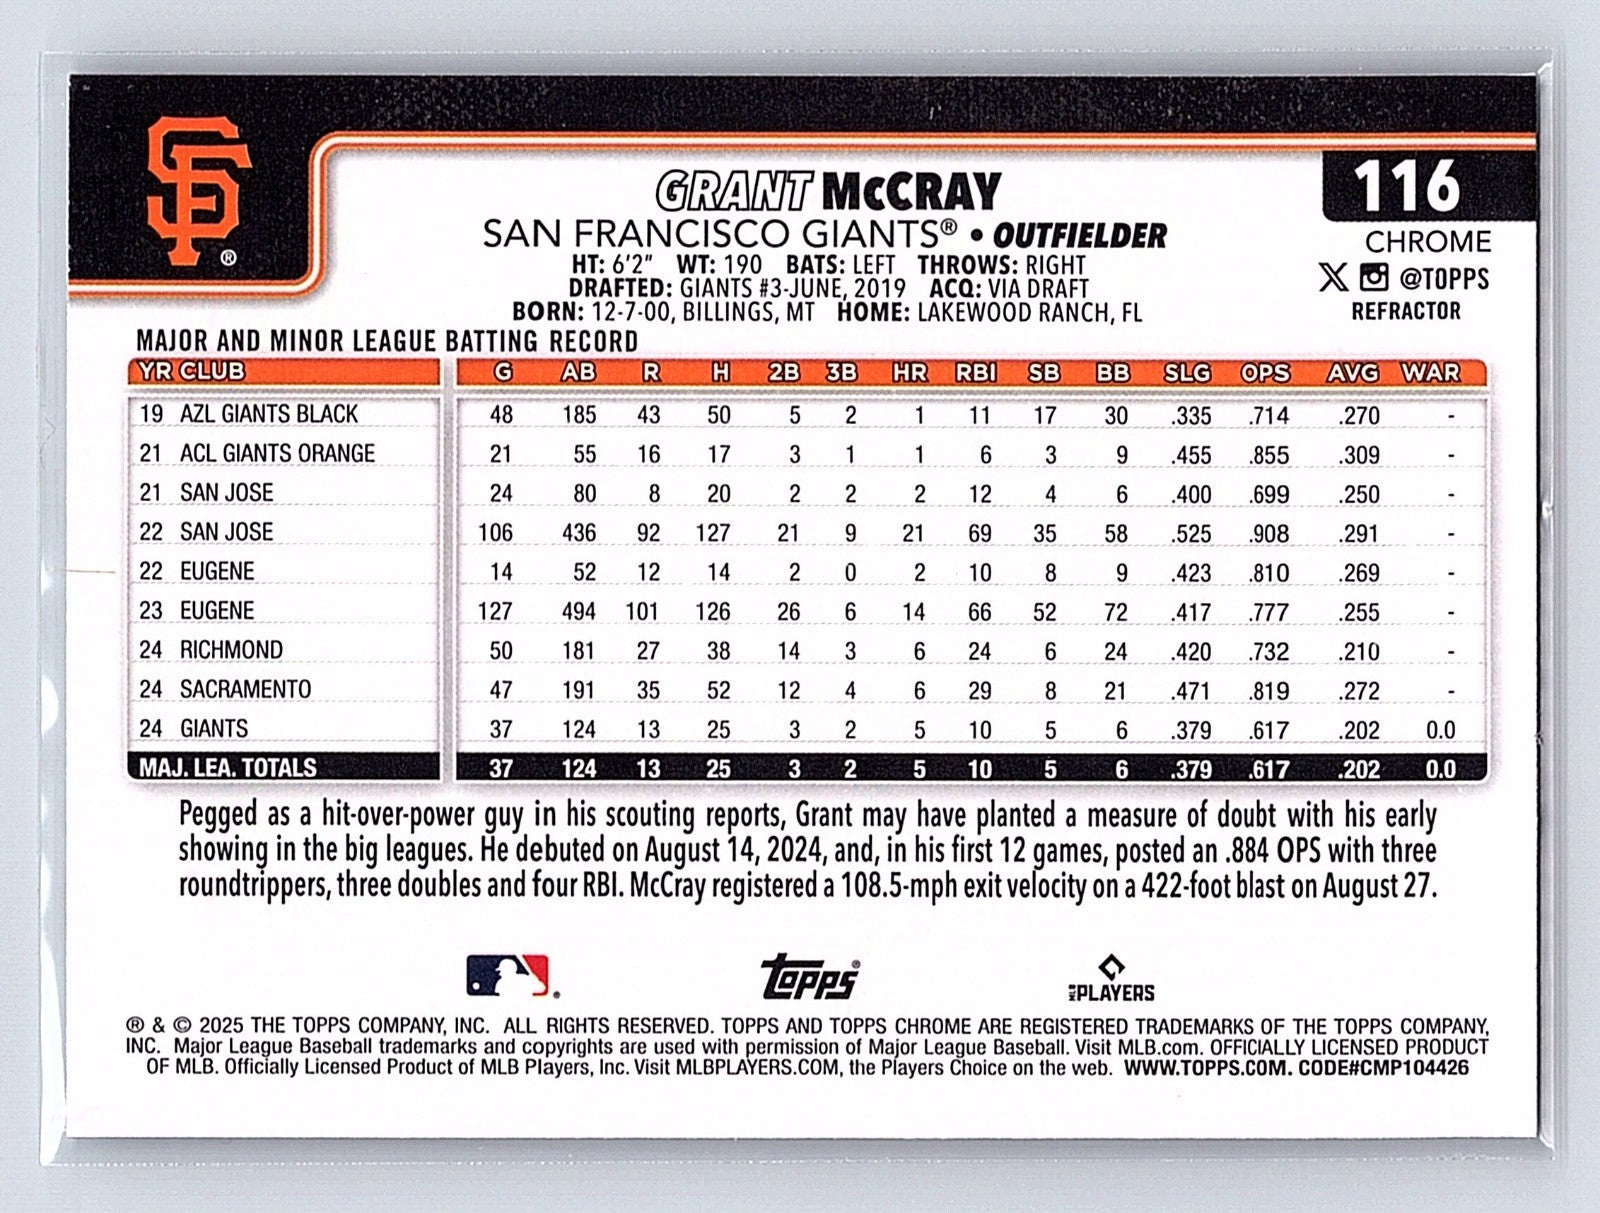 SF®
GRANT McCRAY
116
SAN FRANCISCO GIANTS® • OUTFIELDER
CHROME
HT: 6'2" WT: 190 BATS: LEFT THROWS: RIGHT
X @TOPPS
DRAFTED: GIANTS #3-JUNE, 2019 ACQ: VIA DRAFT
REFRACTOR
BORN: 12-7-00, BILLINGS, MT HOME: LAKEWOOD RANCH, FL
MAJOR AND MINOR LEAGUE BATTING RECORD
YR CLUB G AB R H 2B 3B HR RBI SB BB SLG OPS AVG WAR
19 AZL GIANTS BLACK 48 185 43 50 5 2 1 11 17 30 .335 .714 .270 -
21 ACL GIANTS ORANGE 21 55 16 17 3 1 1 6 3 9 .455 .855 .309 -
21 SAN JOSE 24 80 8 20 2 2 2 12 4 6 .400 .699 .250 -
22 SAN JOSE 106 436 92 127 21 9 21 69 35 58 .525 .908 .291 -
22 EUGENE 14 52 12 14 2 0 2 10 8 9 .423 .810 .269 -
23 EUGENE 127 494 101 126 26 6 14 66 52 72 .417 .777 .255 -
24 RICHMOND 50 181 27 38 14 3 6 24 6 24 .420 .732 .210 -
24 SACRAMENTO 47 191 35 52 12 4 6 29 8 21 .471 .819 .272 -
24 GIANTS 37 124 13 25 3 2 5 10 5 6 .379 .617 .202 0.0
MAJ. LEA. TOTALS 37 124 13 25 3 2 5 10 5 6 .379 .617 .202 0.0
Pegged as a hit-over-power guy in his scouting reports, Grant may have planted a measure of doubt with his early
showing in the big leagues. He debuted on August 14, 2024, and, in his first 12 games, posted an .884 OPS with three
roundtrippers, three doubles and four RBI. McCray registered a 108.5-mph exit velocity on a 422-foot blast on August 27.
topps®
MLB PLAYERS
® & © 2025 THE TOPPS COMPANY, INC. ALL RIGHTS RESERVED. TOPPS AND TOPPS CHROME ARE REGISTERED TRADEMARKS OF THE TOPPS COMPANY,
INC. Major League Baseball trademarks and copyrights are used with permission of Major League Baseball. Visit MLB.com. OFFICIALLY LICENSED PRODUCT
OF MLB. Officially Licensed Product of MLB Players, Inc. Visit MLBPLAYERS.COM, the Players Choice on the web. WWW.TOPPS.COM. CODE#CMP104426